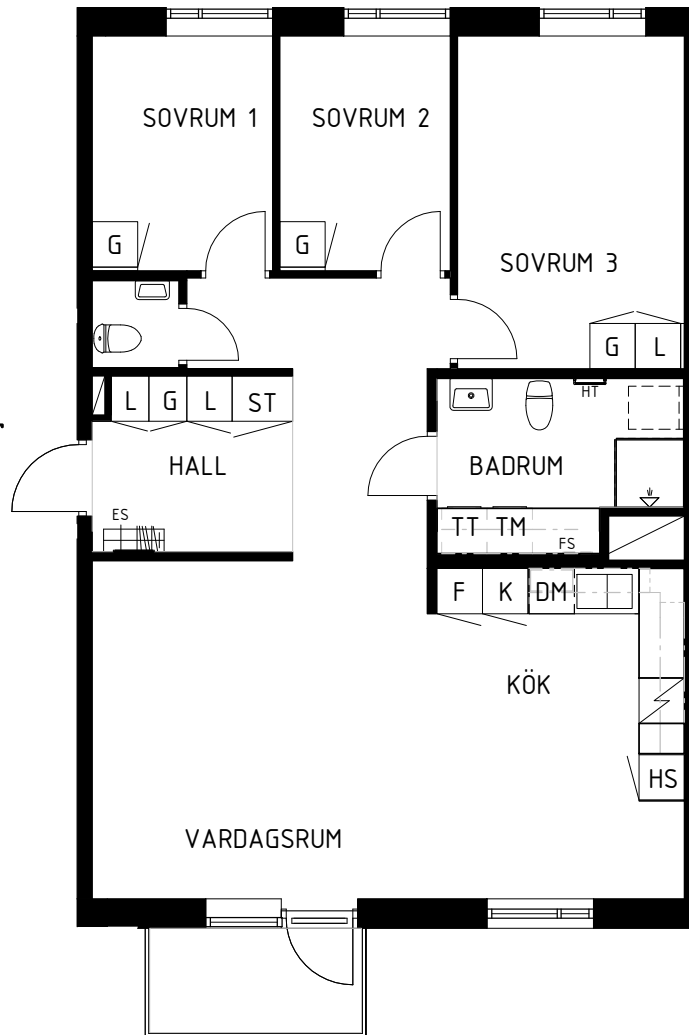 SOVRUM 1
SOVRUM 2
G
G
SOVRUM 3
G L
L G L ST
HT
HALL
BADRUM
ES
TT TM
FS
F K DM
KÖK
HS
VARDAGSRUM